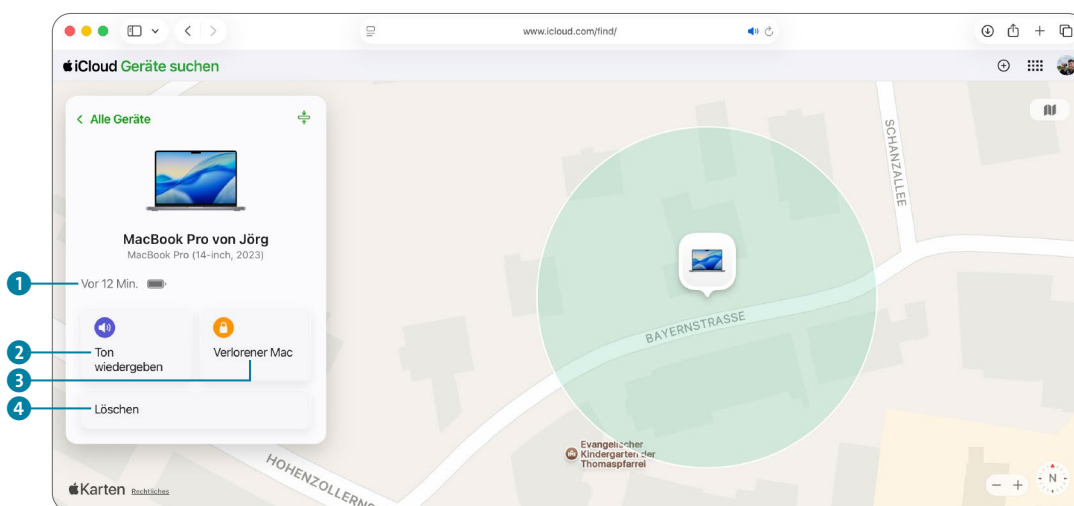 www.icloud.com/find/
iCloud Geräte suchen
Alle Geräte
MacBook Pro von Jörg
MacBook Pro (14-inch, 2023)
1
Vor 12 Min.
2
Ton
wiedergeben
3
Verlorener Mac
4
Löschen
SCHANZALLEE
BAYERNSTRASSE
Evangelischer
Kindergarten der
Thomaspfarrei
Karten Rechtliches
N